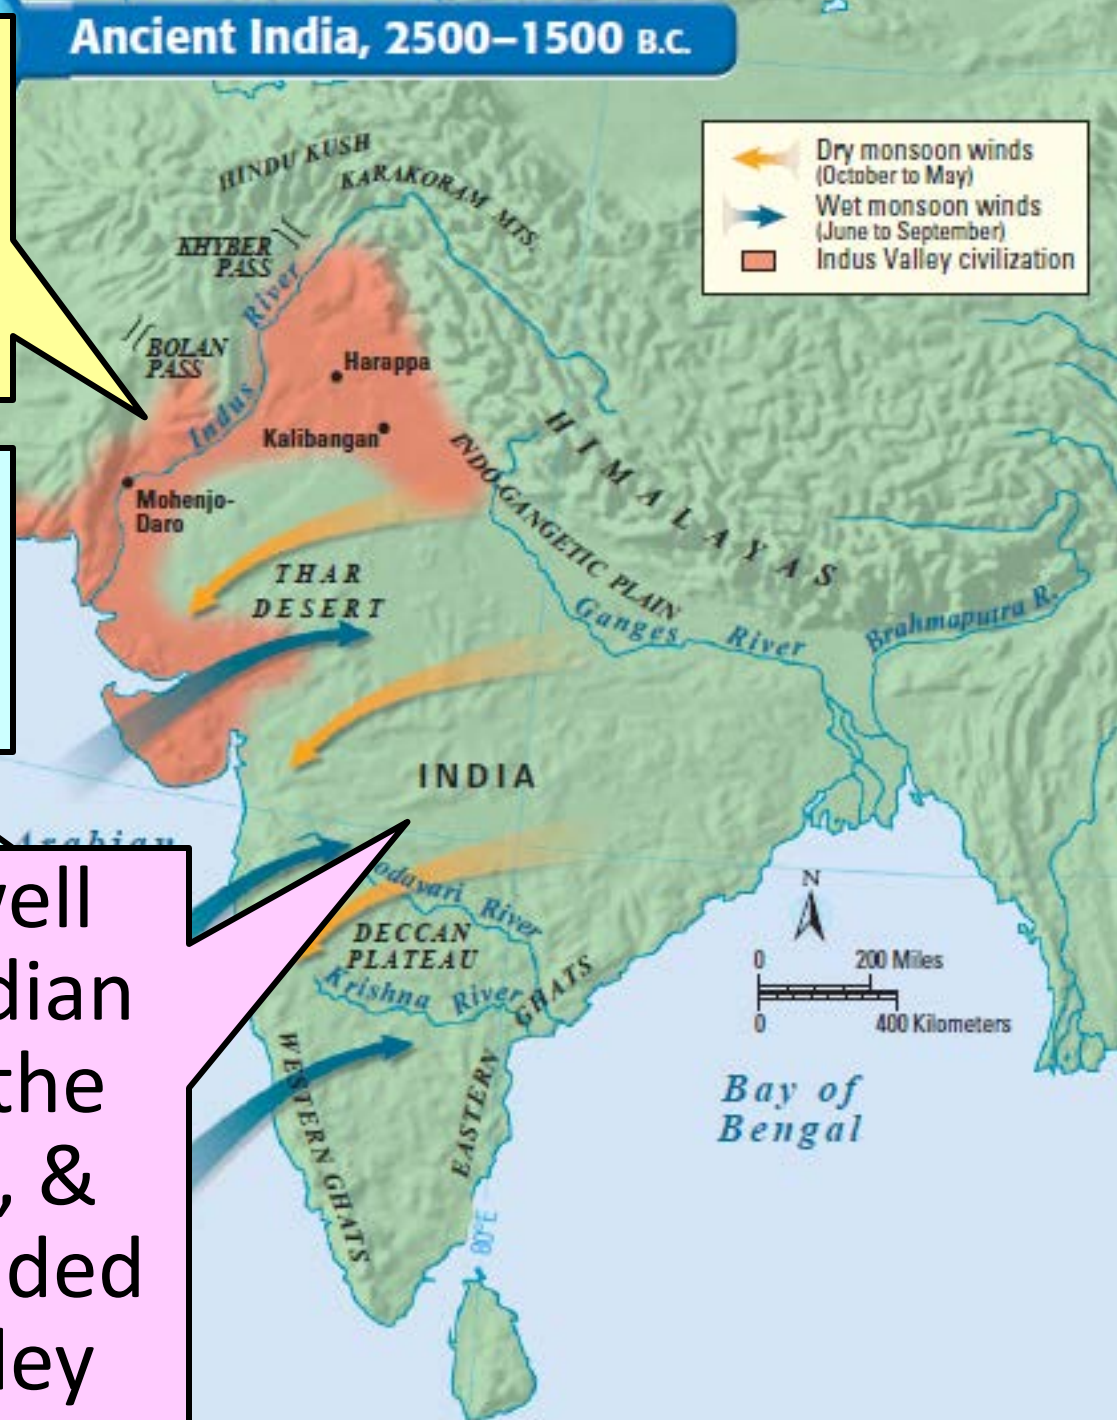 Ancient India, 2500–1500 B.C.
Dry monsoon winds
(October to May)
Wet monsoon winds
(June to September)
Indus Valley civilization
HINDU KUSH
KARAKORAM MTS.
KHYBER
PASS
BOLAN
PASS
Indus River
Harappa
Kalibangan
Mohenjo-
Daro
HIMALAYAS
INDO-GANGETIC PLAIN
THAR
DESERT
Ganges River
Brahmaputra R.
INDIA
Arabian
odavari River
DECCAN
PLATEAU
Krishna River
EASTERN GHATS
WESTERN GHATS
N
0 200 Miles
0 400 Kilometers
Bay of
Bengal
80°E
ell
dian
the
, &
ded
ley